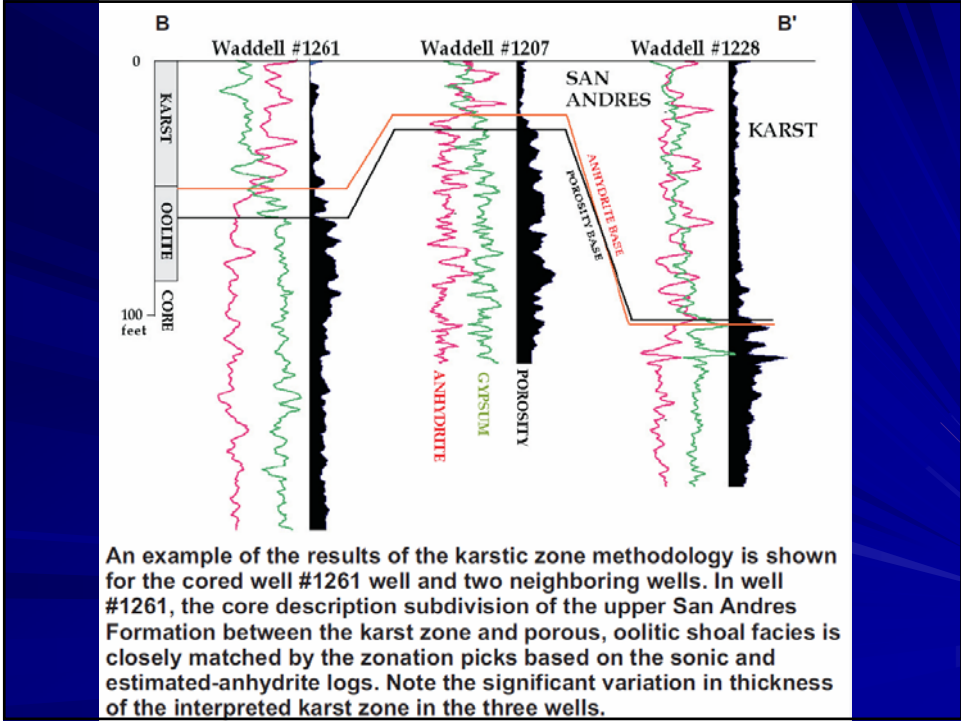 B B'
Waddell #1261 Waddell #1207 Waddell #1228
0
SAN
ANDRES
KARST
KARST
ANHYDRITE BASE
POROSITY BASE
OOLITE
CORE
100
feet
ANHYDRITE
GYPSUM
POROSITY
An example of the results of the karstic zone methodology is shown
for the cored well #1261 well and two neighboring wells. In well
#1261, the core description subdivision of the upper San Andres
Formation between the karst zone and porous, oolitic shoal facies is
closely matched by the zonation picks based on the sonic and
estimated-anhydrite logs. Note the significant variation in thickness
of the interpreted karst zone in the three wells.